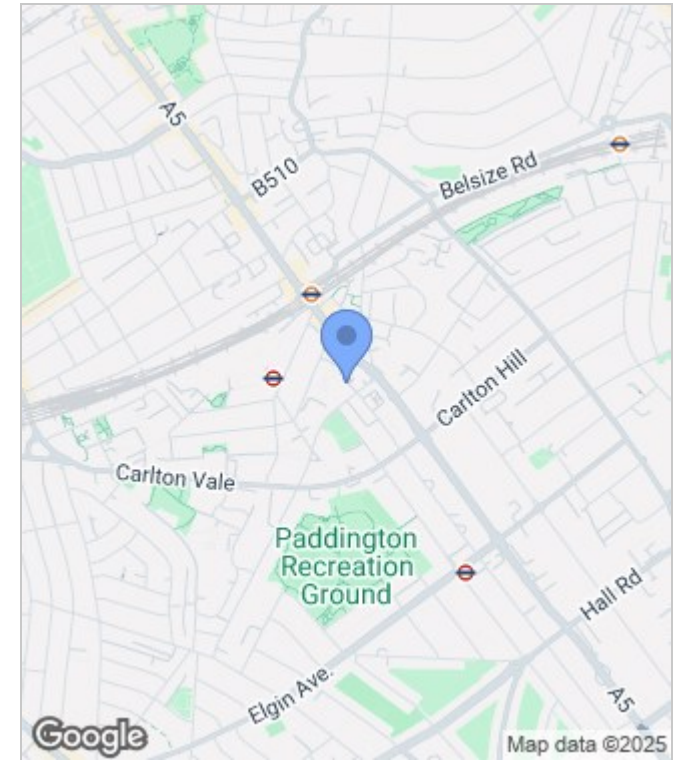 A5
B510
Belsize Rd
Carlton Hill
Carlton Vale
Paddington
Recreation
Ground
Hall Rd
Elgin Ave.
A5
Google
Map data ©2025